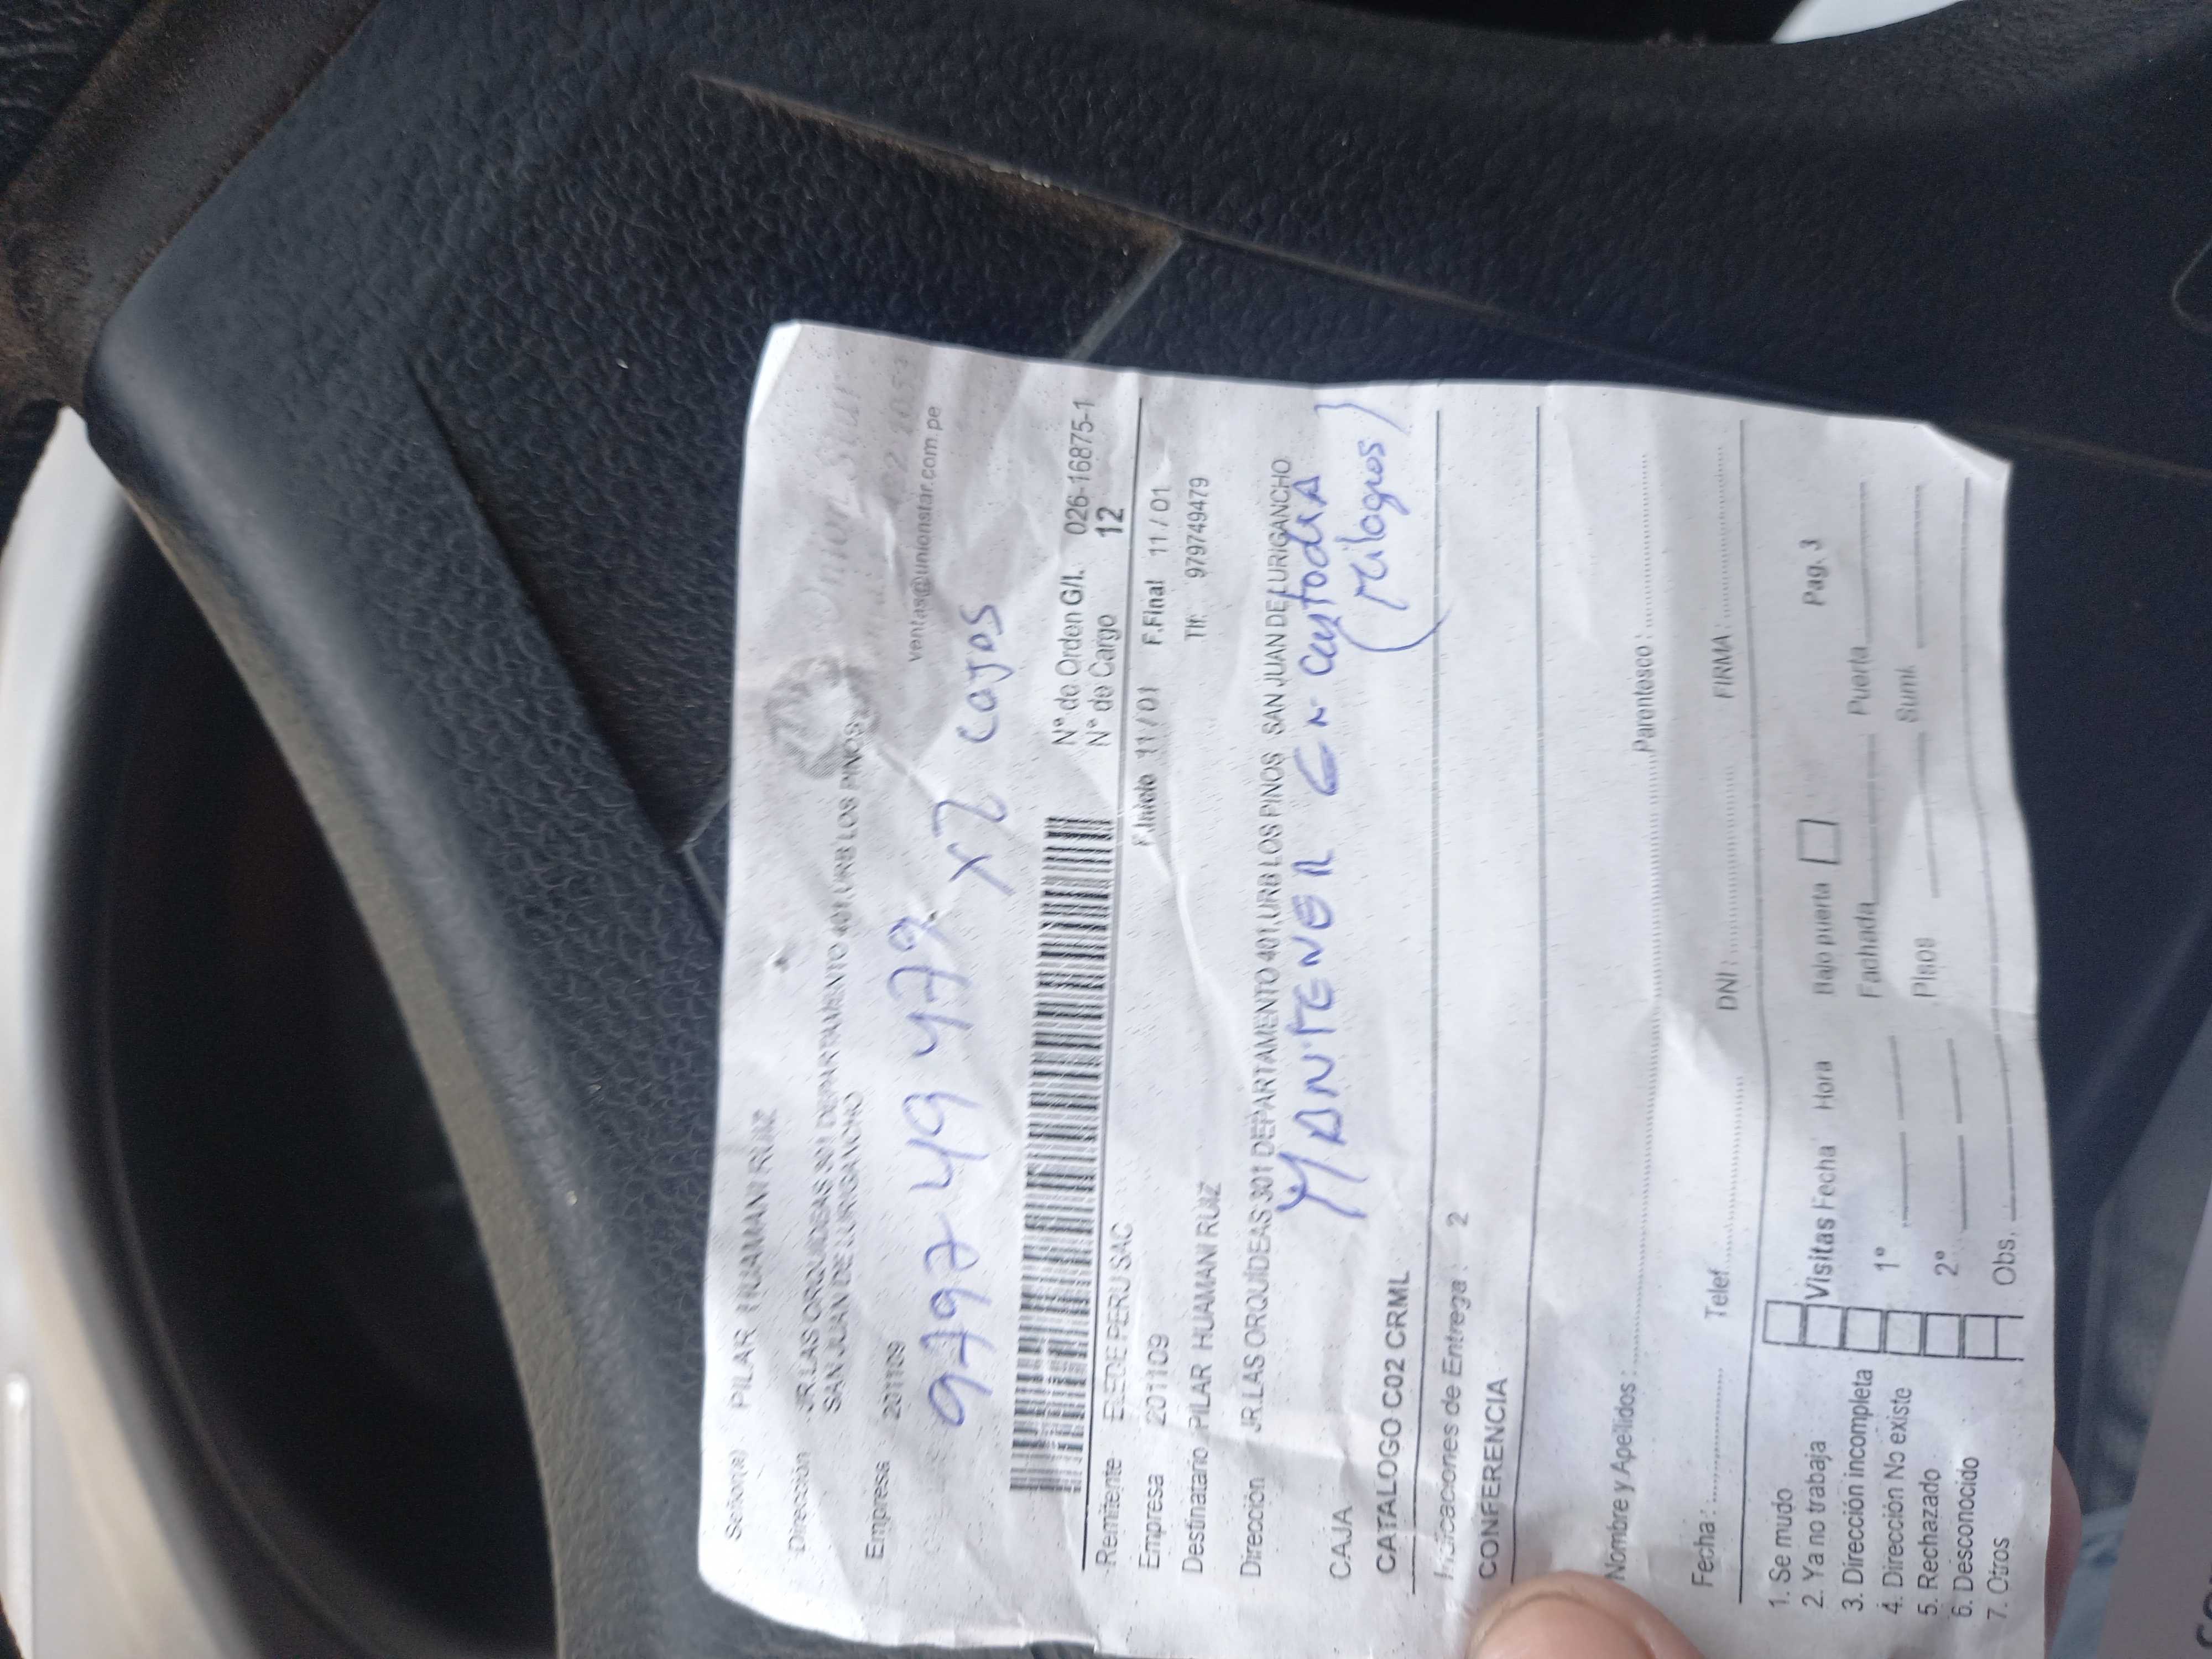 Señor(a) PILAR HUAMANI RUIZ
Dirección JR.LAS ORQUIDEAS 301 DEPARTAMENTO 401,URB LOS PINOS
SAN JUAN DE LURIGANCHO
Empresa 201109
ventas@unionstar.com.pe
979749479 x7 cajas
N° de Orden G/L 026-16875-1
N° de Cargo 12
Remitente ELEDE PERU SAC F.Inicio 11/01 F.Final 11/01
Empresa 201109
Destinatario PILAR HUAMANI RUIZ Tlf: 979749479
Dirección JR.LAS ORQUIDEAS 301 DEPARTAMENTO 401,URB LOS PINOS SAN JUAN DE LURIGANCHO
MANTENER EN CUSTODIA
CAJA
(Milagros)
CATALOGO C02 CRML
Indicaciones de Entrega : 2
CONFERENCIA
Nombre y Apellidos : Parentesco :
Fecha : Telef. DNI : FIRMA :
1. Se mudo Visitas Fecha Hora Bajo puerta Pag. 3
2. Ya no trabaja
3. Dirección incompleta 1° Fachada Puerta
4. Dirección No existe
5. Rechazado 2° Pisos Sumi.
6. Desconocido
7. Otros Obs.